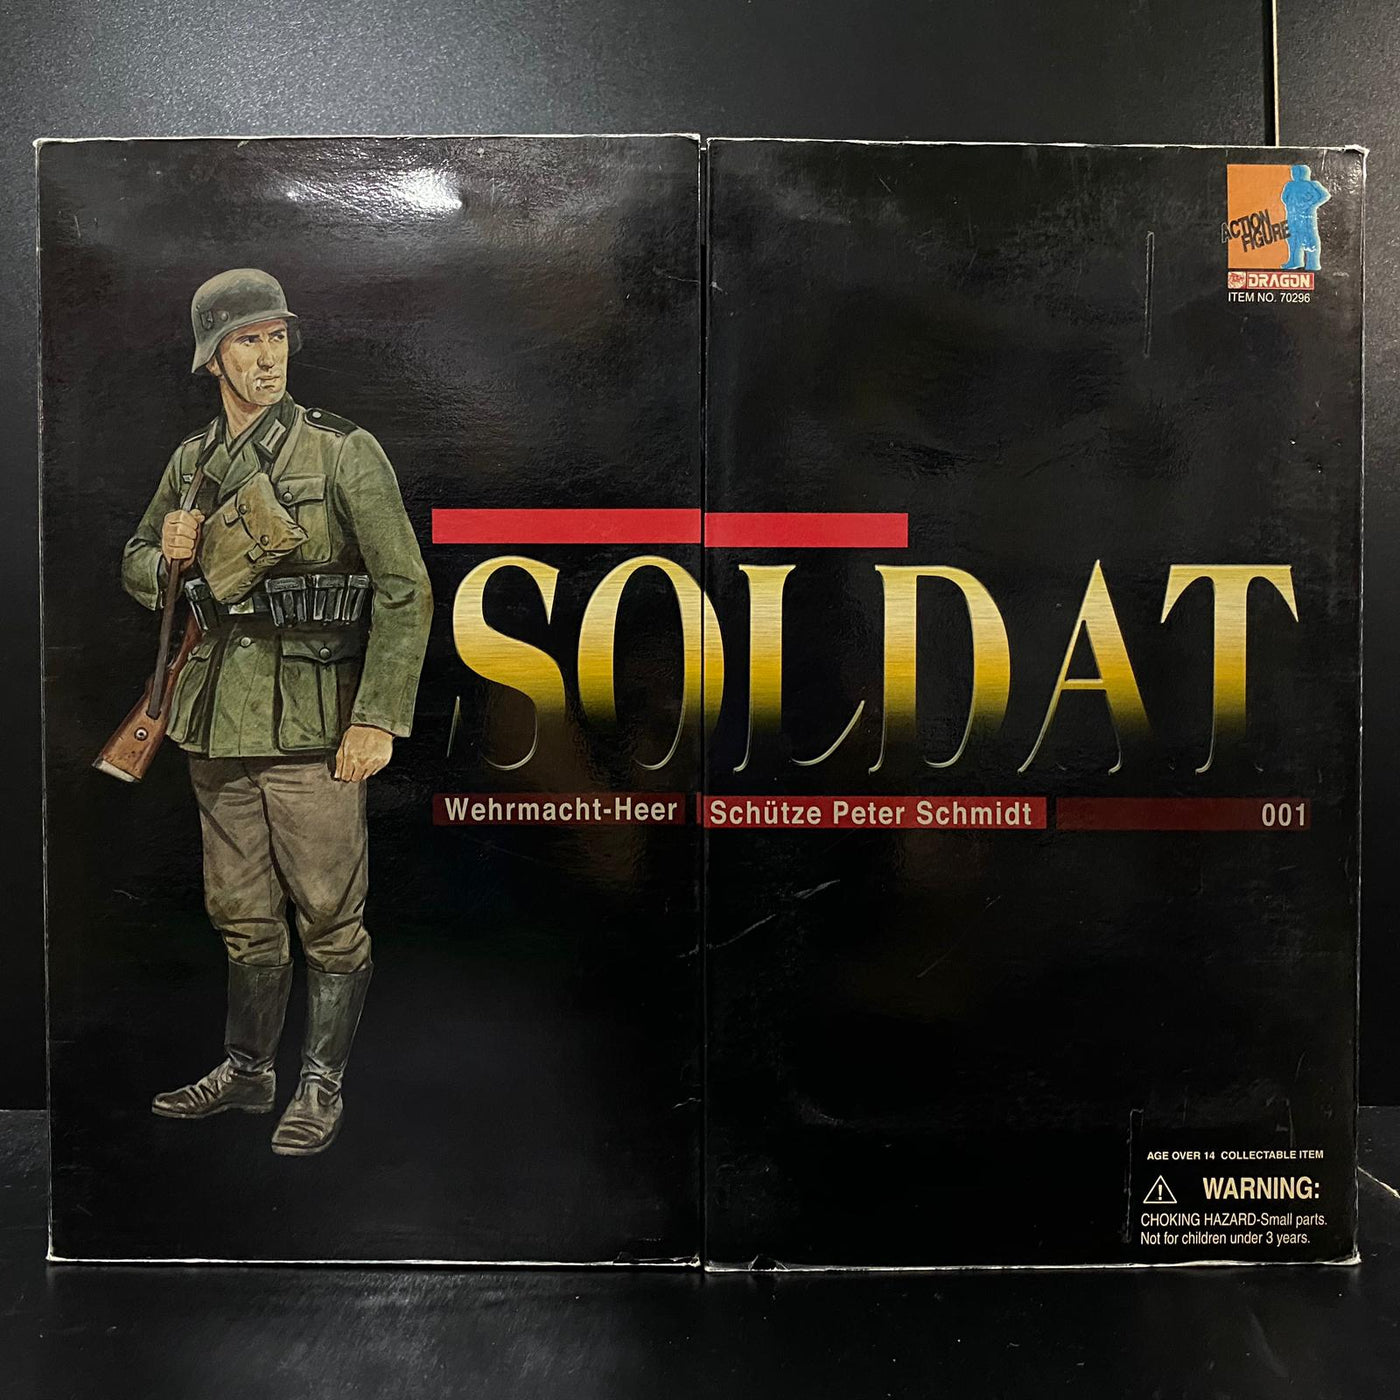 ACTION
FIGURE
DRAGON
ITEM NO. 70296
SOLDAT
Wehrmacht-Heer Schütze Peter Schmidt 001
AGE OVER 14 COLLECTABLE ITEM
WARNING:
CHOKING HAZARD-Small parts.
Not for children under 3 years.